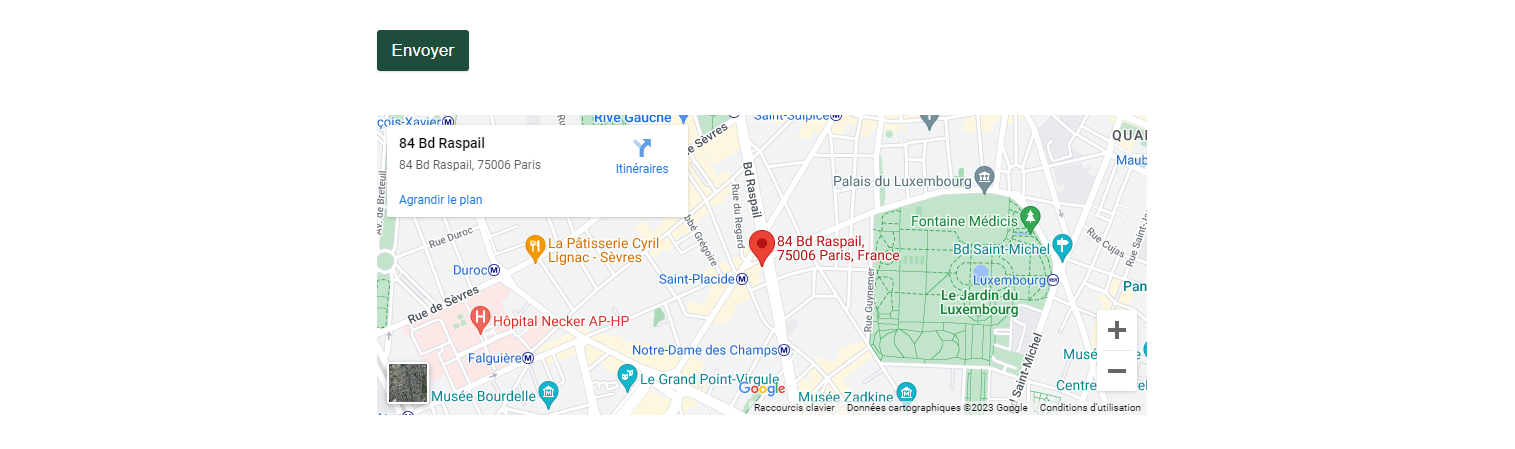 Envoyer
çois-Xavier
Rive Gauche
Saint-Sulpice
84 Bd Raspail
84 Bd Raspail, 75006 Paris
Itinéraires
Agrandir le plan
QUAR
Maub
de Sèvres
Bd Raspail
Rue du Regard
Palais du Luxembourg
Av. de Breteuil
Rue Duroc
bbé Grégoire
Fontaine Médicis
Rue Cujas
Rue Saint-
La Pâtisserie Cyril
Lignac - Sèvres
84 Bd Raspail,
75006 Paris, France
Bd Saint-Michel
Duroc
Saint-Placide
Luxembourg
Pan
Rue de Sèvres
Rue Guynemer
Le Jardin du
Luxembourg
Hôpital Necker AP-HP
Falguière
Notre-Dame des Champs
Saint-Michel
Musé
Le Grand Point-Virgule
Centre
rel
Musée Bourdelle
Google
Musée Zadkine
Raccourcis clavier
Données cartographiques ©2023 Google
Conditions d'utilisation